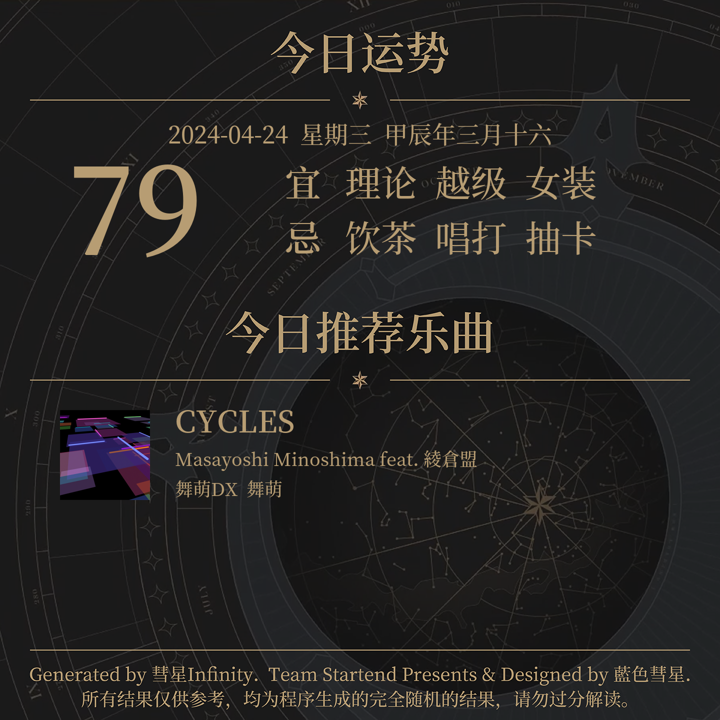 今日运势
2024-04-24 星期三 甲辰年三月十六
79
宜 理论 越级 女装
忌 饮茶 唱打 抽卡
今日推荐乐曲
CYCLES
Masayoshi Minoshima feat. 綾倉盟
舞萌DX 舞萌
Generated by 彗星Infinity. Team Startend Presents & Designed by 藍色彗星.
所有结果仅供参考，均为程序生成的完全随机的结果，请勿过分解读。
XII
NOVEMBER
SEPTEMBER
JULY